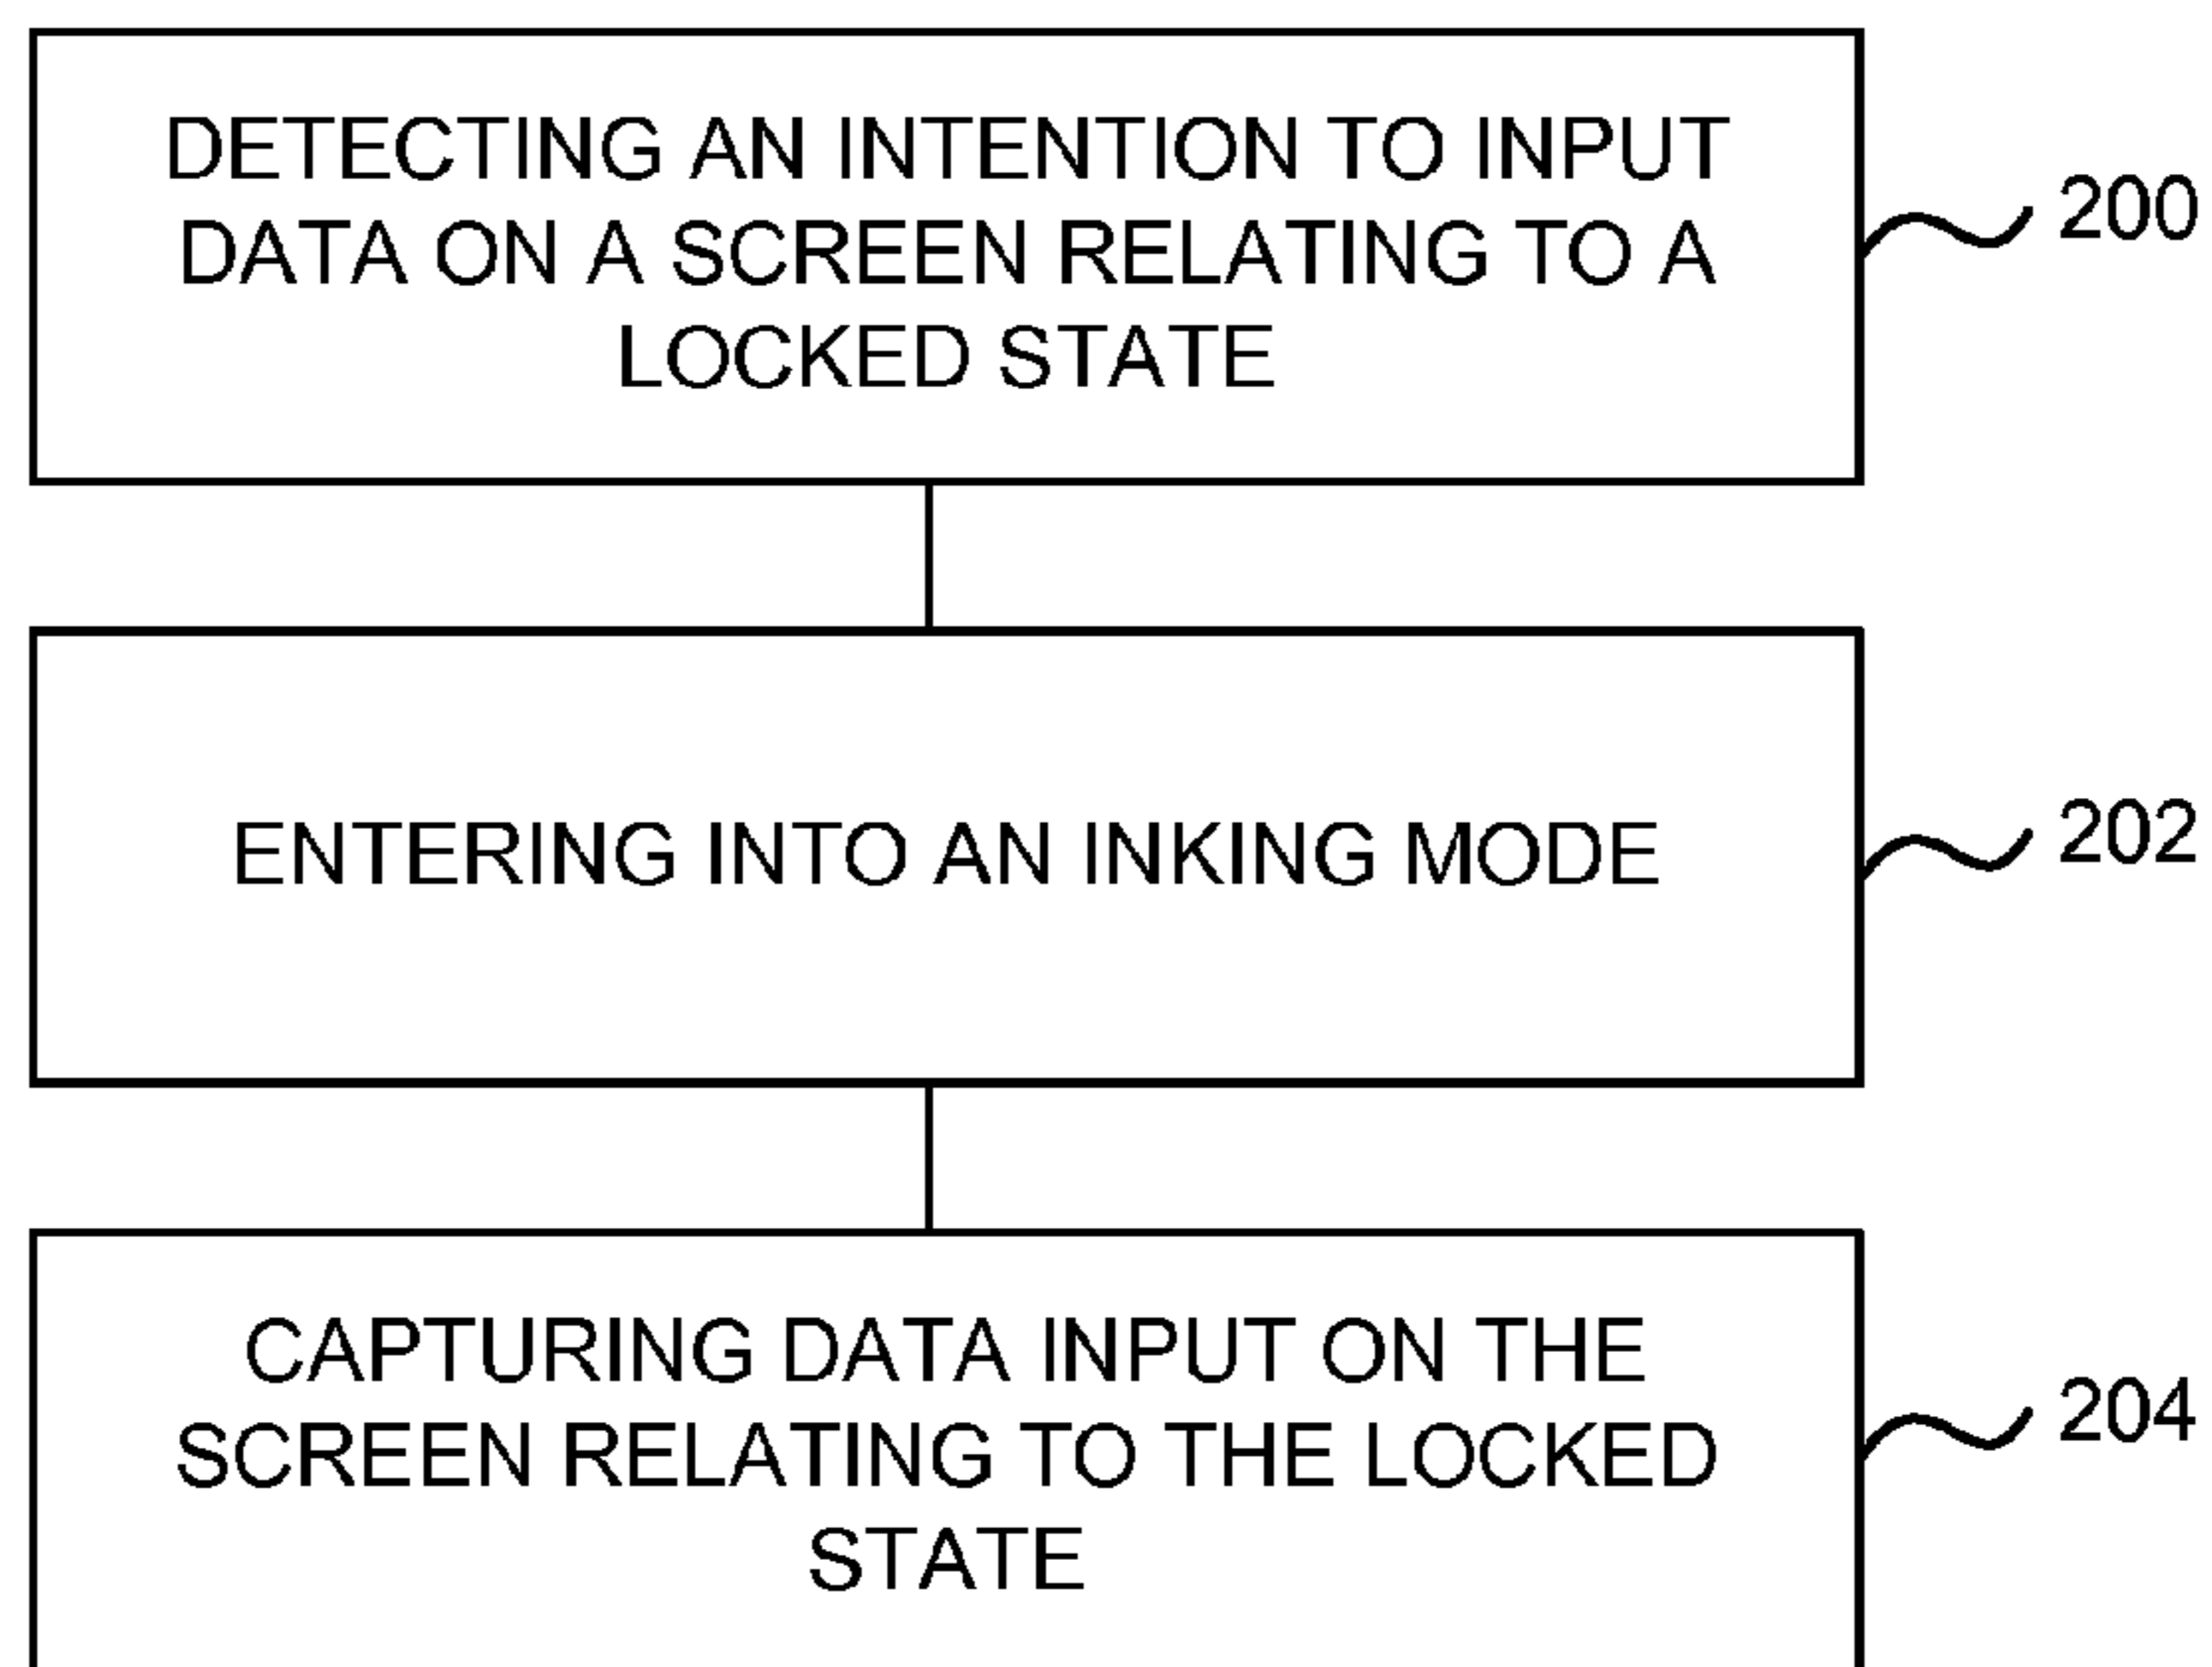 DETECTING AN INTENTION TO INPUT
DATA ON A SCREEN RELATING TO A
LOCKED STATE
200
ENTERING INTO AN INKING MODE
202
CAPTURING DATA INPUT ON THE
SCREEN RELATING TO THE LOCKED
STATE
204